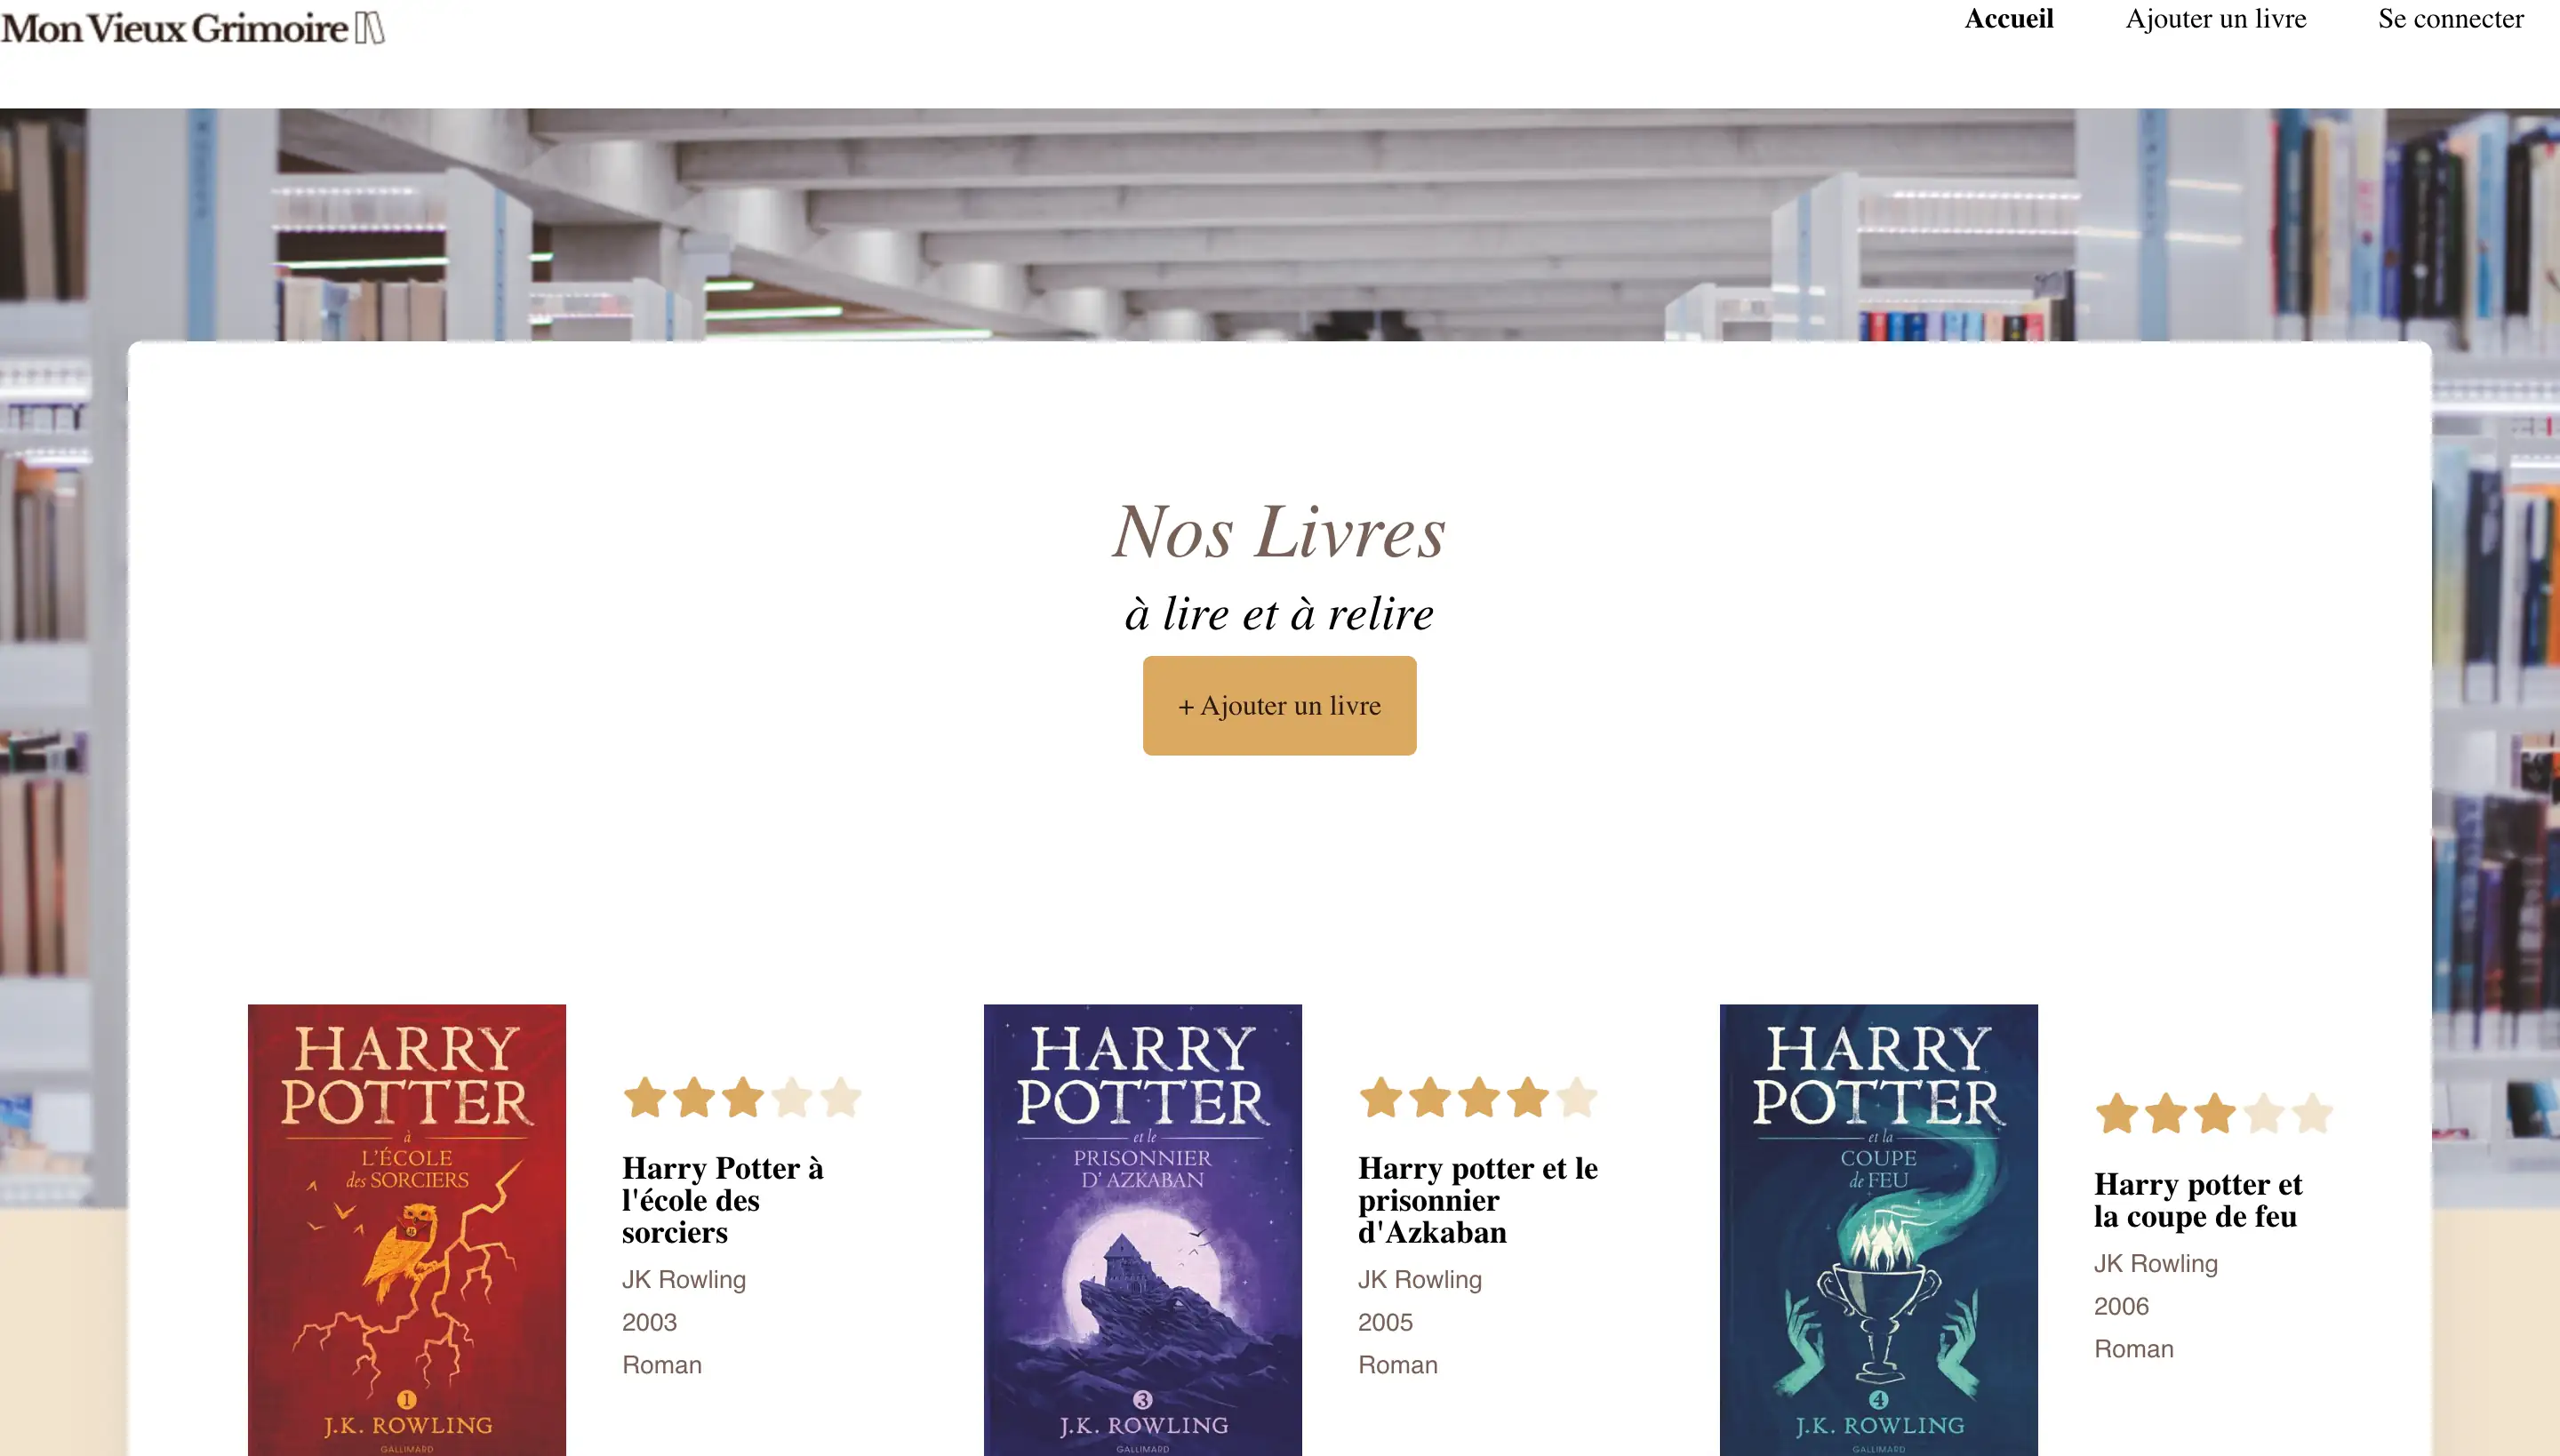 Mon Vieux Grimoire
Accueil
Ajouter un livre
Se connecter
Nos Livres
à lire et à relire
+ Ajouter un livre
HARRY
POTTER
à
L'ÉCOLE
des SORCIERS
1
J.K. ROWLING
GALLIMARD
Harry Potter à
l'école des
sorciers
JK Rowling
2003
Roman
HARRY
POTTER
et le
PRISONNIER
D'AZKABAN
3
J.K. ROWLING
GALLIMARD
Harry potter et le
prisonnier
d'Azkaban
JK Rowling
2005
Roman
HARRY
POTTER
et la
COUPE
de FEU
4
J.K. ROWLING
GALLIMARD
Harry potter et
la coupe de feu
JK Rowling
2006
Roman